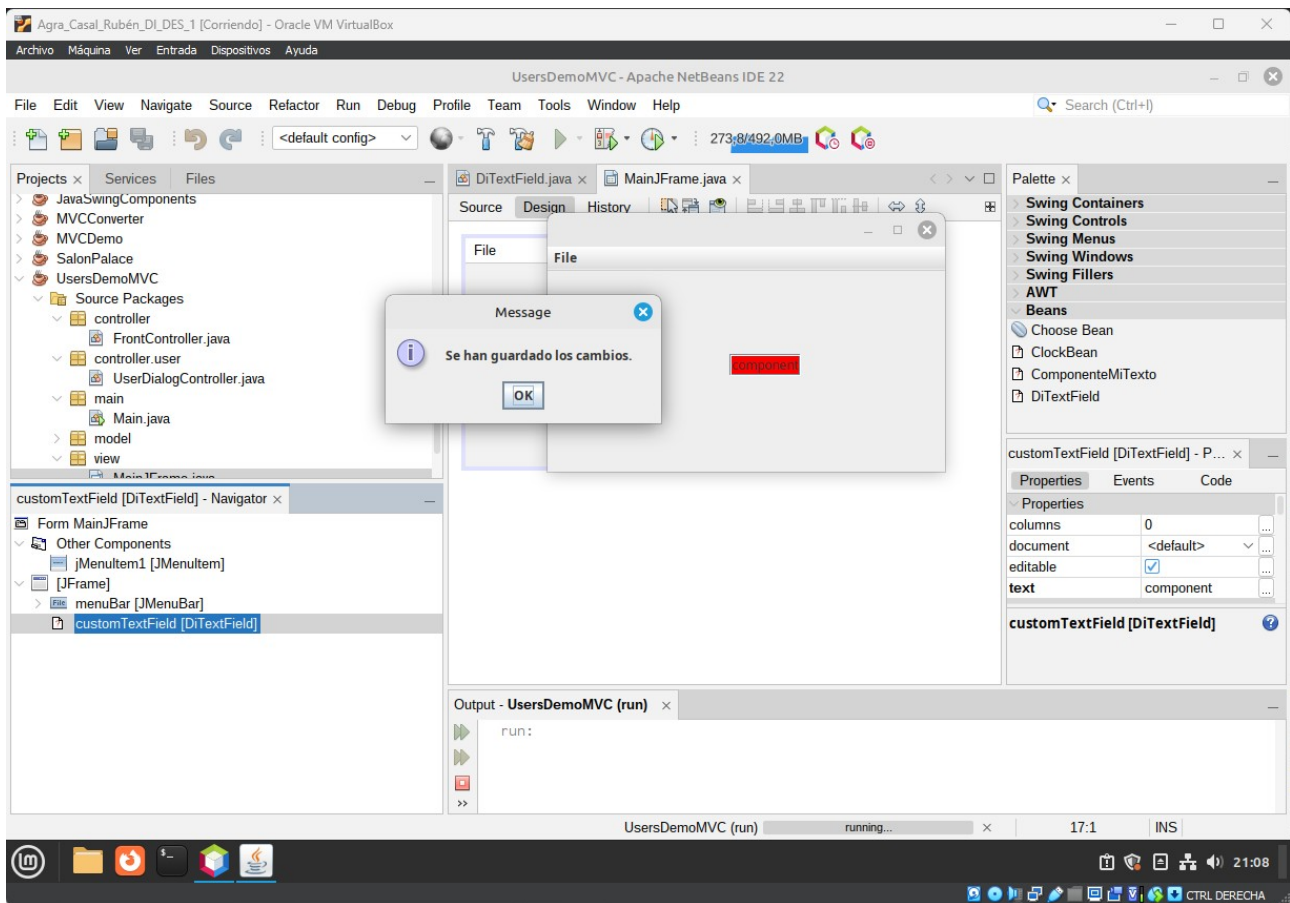 Agra_Casal_Rubén_DI_DES_1 [Corriendo] - Oracle VM VirtualBox
Archivo Máquina Ver Entrada Dispositivos Ayuda
UsersDemoMVC - Apache NetBeans IDE 22
File Edit View Navigate Source Refactor Run Debug Profile Team Tools Window Help
Search (Ctrl+I)
<default config>
273,8/492,0MB
Projects Services Files
JavaSwingComponents
MVCConverter
MVCDemo
SalonPalace
UsersDemoMVC
Source Packages
controller
FrontController.java
controller.user
UserDialogController.java
main
Main.java
model
view
MainJFrame.java
customTextField [DiTextField] - Navigator
Form MainJFrame
Other Components
jMenuItem1 [JMenuItem]
[JFrame]
menuBar [JMenuBar]
customTextField [DiTextField]
DiTextField.java MainJFrame.java
Source Design History
File
File
component
Message
Se han guardado los cambios.
OK
Output - UsersDemoMVC (run)
run:
Palette
Swing Containers
Swing Controls
Swing Menus
Swing Windows
Swing Fillers
AWT
Beans
Choose Bean
ClockBean
ComponenteMiTexto
DiTextField
customTextField [DiTextField] - P...
Properties Events Code
Properties
columns 0
document <default>
editable
text component
customTextField [DiTextField]
UsersDemoMVC (run) running... 17:1 INS
21:08
CTRL DERECHA